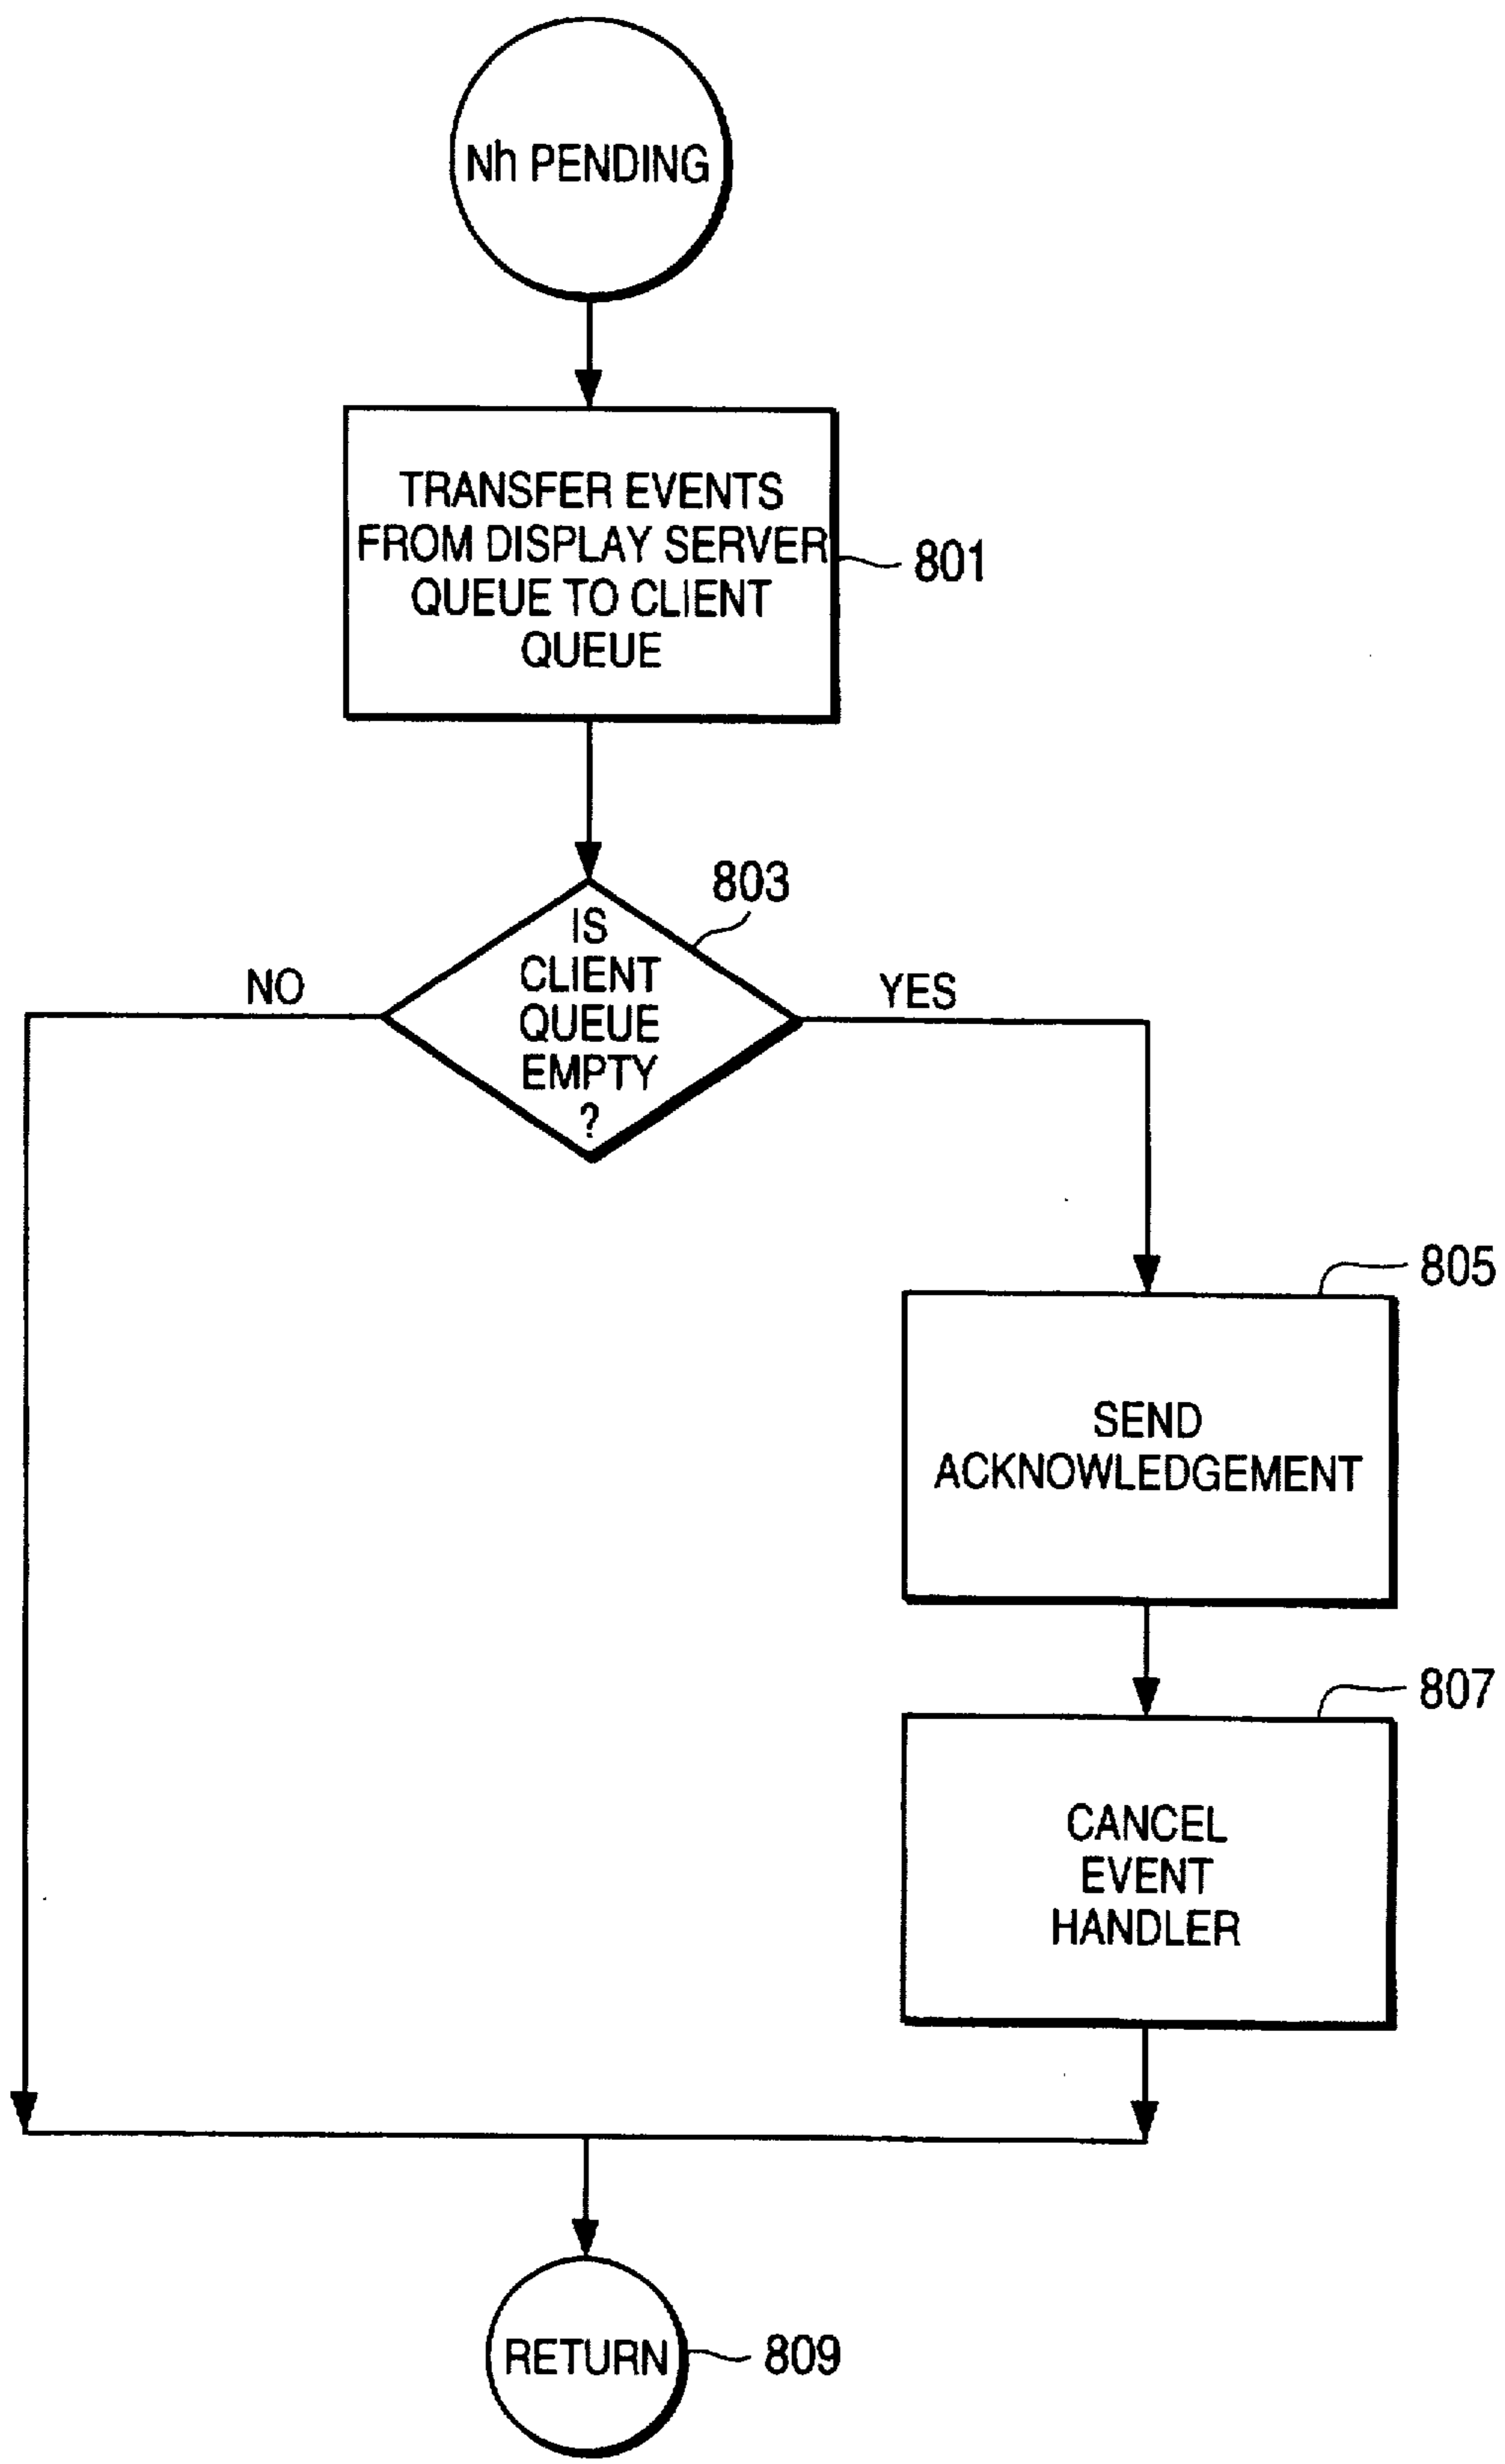 Nh PENDING
TRANSFER EVENTS
FROM DISPLAY SERVER
QUEUE TO CLIENT
QUEUE
801
803
IS
CLIENT
QUEUE
EMPTY
?
NO
YES
805
SEND
ACKNOWLEDGEMENT
807
CANCEL
EVENT
HANDLER
RETURN
809